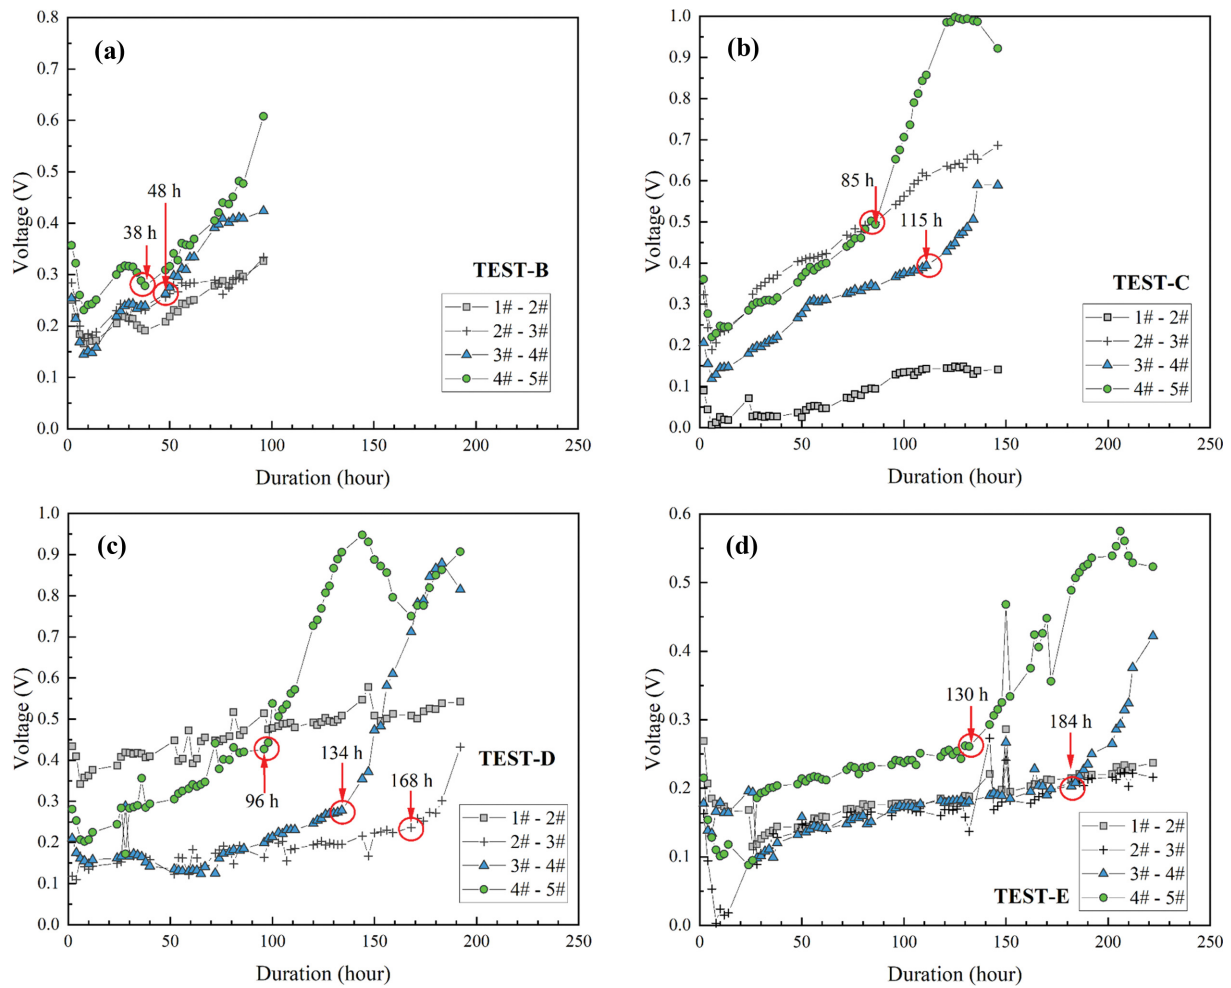 (a)
0.8
0.7
0.6
0.5
0.4
0.3
0.2
0.1
0.0
Voltage (V)
48 h
38 h
TEST-B
1# - 2#
2# - 3#
3# - 4#
4# - 5#
0 50 100 150 200 250
Duration (hour)
(b)
1.0
0.9
0.8
0.7
0.6
0.5
0.4
0.3
0.2
0.1
0.0
Voltage (V)
85 h
115 h
TEST-C
1# - 2#
2# - 3#
3# - 4#
4# - 5#
0 50 100 150 200 250
Duration (hour)
(c)
1.0
0.9
0.8
0.7
0.6
0.5
0.4
0.3
0.2
0.1
0.0
Voltage (V)
134 h
TEST-D
168 h
96 h
1# - 2#
2# - 3#
3# - 4#
4# - 5#
0 50 100 150 200 250
Duration (hour)
(d)
0.6
0.5
0.4
0.3
0.2
0.1
0.0
Voltage (V)
130 h
184 h
1# - 2#
2# - 3#
3# - 4#
4# - 5#
TEST-E
0 50 100 150 200 250
Duration (hour)